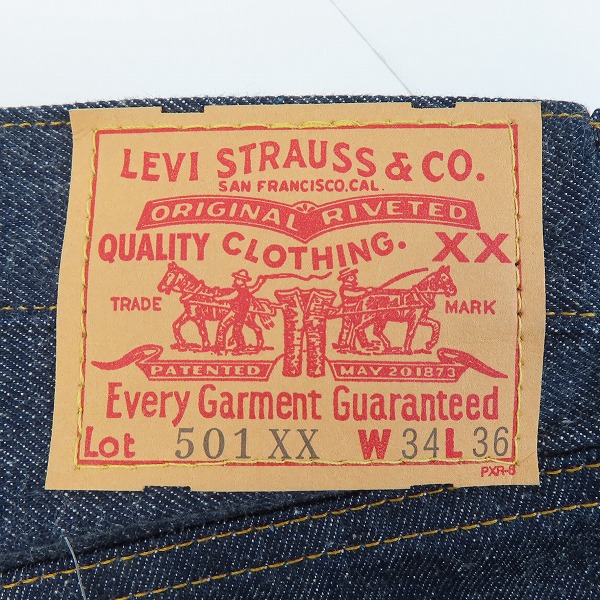 LEVI STRAUSS & CO.
SAN FRANCISCO, CAL.
ORIGINAL RIVETED
QUALITY CLOTHING. XX
TRADE MARK
PATENTED MAY 20 1873
Every Garment Guaranteed
Lot 501 XX W 34 L 36
PXR-8